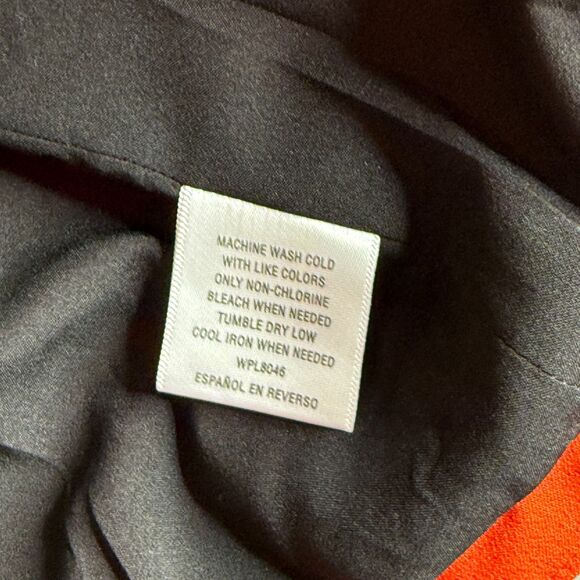 MACHINE WASH COLD
WITH LIKE COLORS
ONLY NON-CHLORINE
BLEACH WHEN NEEDED
TUMBLE DRY LOW
COOL IRON WHEN NEEDED
WPL8046
ESPAÑOL EN REVERSO